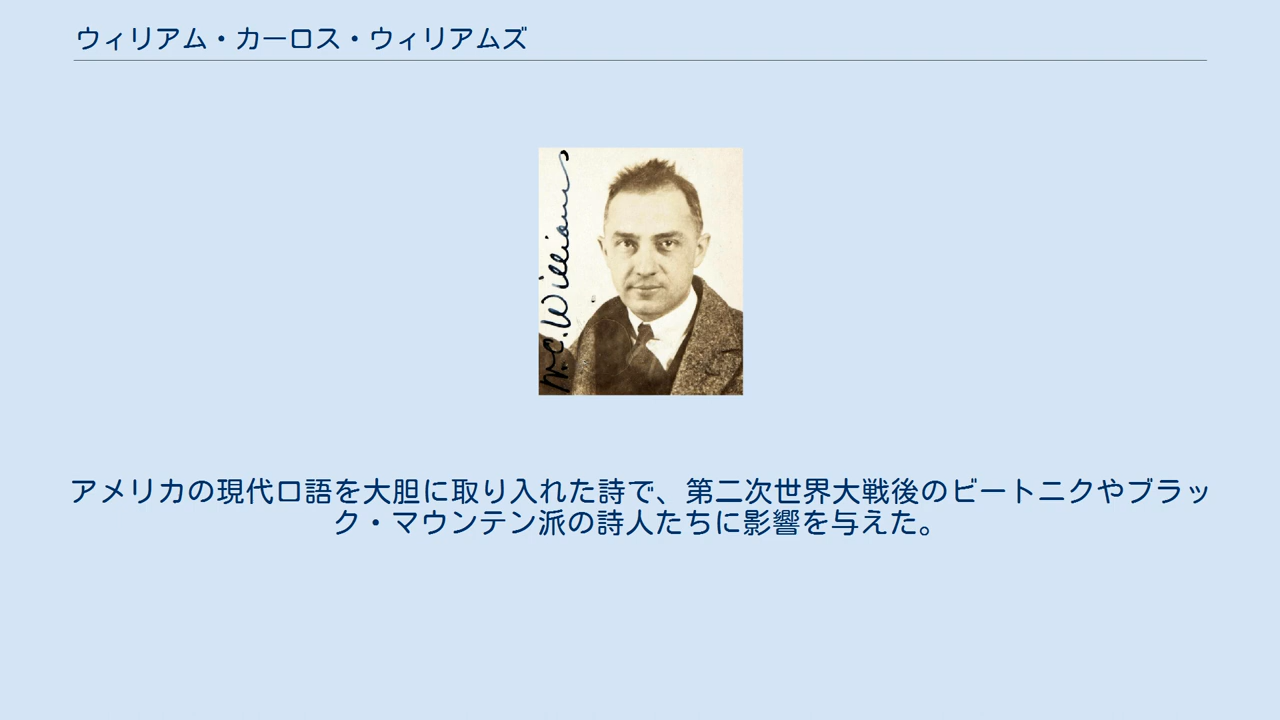 ウィリアム・カーロス・ウィリアムズ
W.C. Williams
アメリカの現代口語を大胆に取り入れた詩で、第二次世界大戦後のビートニクやブラッ
ク・マウンテン派の詩人たちに影響を与えた。